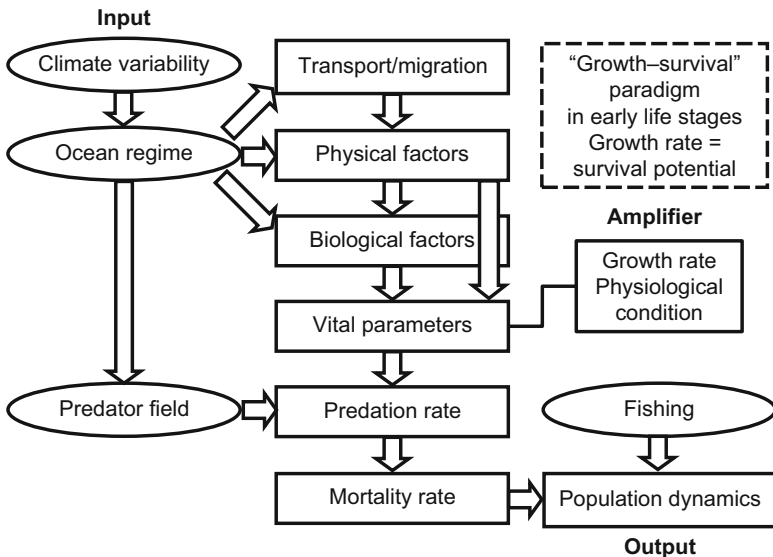 Input
Climate variability
Transport/migration
Ocean regime
Physical factors
Biological factors
Vital parameters
Predator field
Predation rate
Mortality rate
“Growth–survival”
paradigm
in early life stages
Growth rate =
survival potential
Amplifier
Growth rate
Physiological
condition
Fishing
Population dynamics
Output